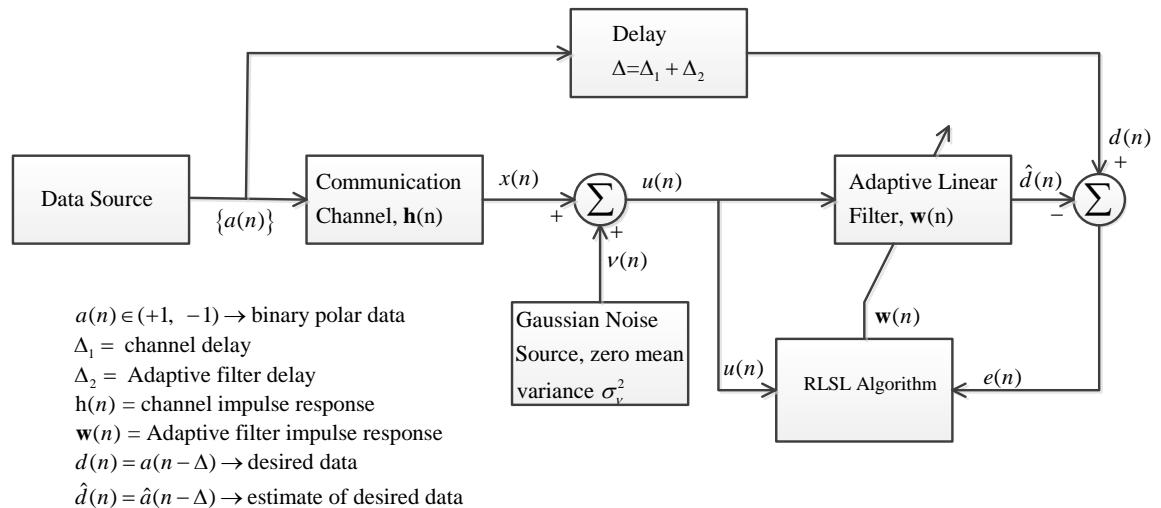 Delay
Δ=Δ₁ + Δ₂
Data Source
{a(n)}
Communication
Channel, h(n)
x(n)
+
∑
+
ν(n)
Gaussian Noise
Source, zero mean
variance σᵥ²
u(n)
Adaptive Linear
Filter, w(n)
d̂(n)
−
d(n)
+
∑
w(n)
u(n)
RLSL Algorithm
e(n)
a(n) ∈ (+1, −1) → binary polar data
Δ₁ = channel delay
Δ₂ = Adaptive filter delay
h(n) = channel impulse response
w(n) = Adaptive filter impulse response
d(n) = a(n − Δ) → desired data
d̂(n) = â(n − Δ) → estimate of desired data